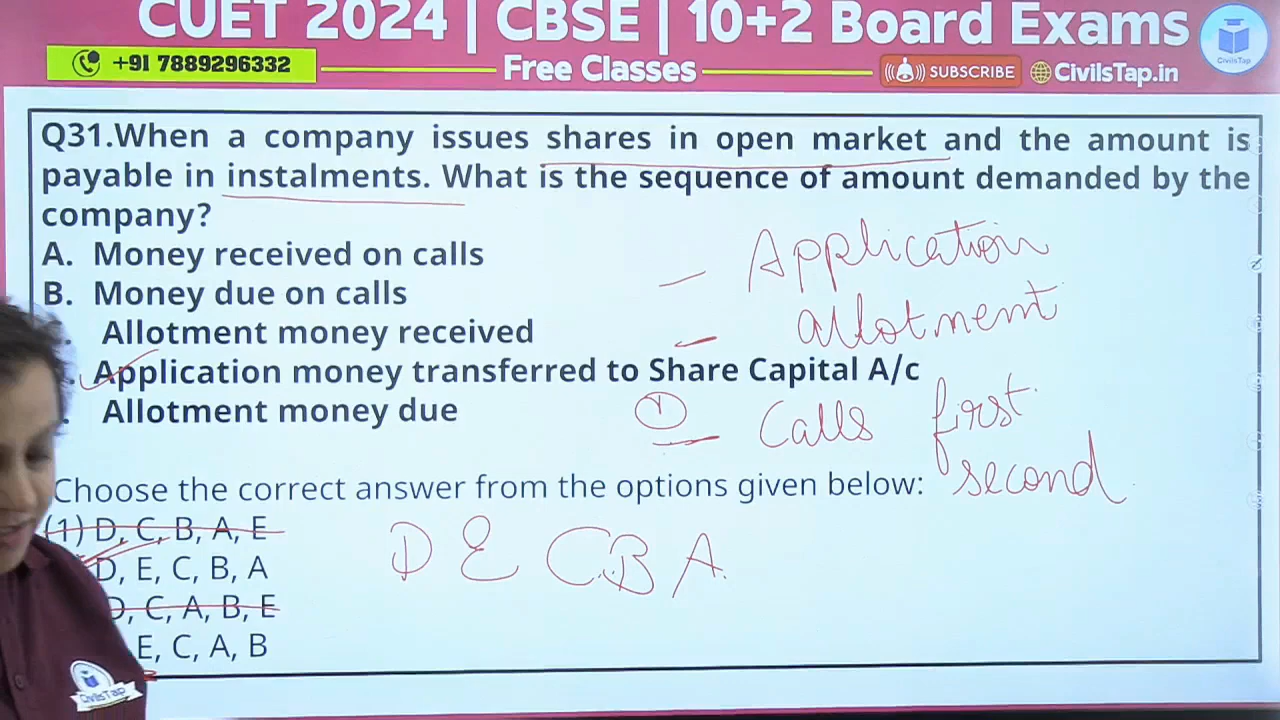 CUET 2024 | CBSE | 10+2 Board Exams
+91 7889296332
Free Classes
SUBSCRIBE
CivilsTap.in
CivilsTap
Q31.When a company issues shares in open market and the amount is
payable in instalments. What is the sequence of amount demanded by the
company?
A. Money received on calls
B. Money due on calls
Allotment money received
Application money transferred to Share Capital A/c
Allotment money due
Application
allotment
Calls first
second
Choose the correct answer from the options given below:
(1) D, C, B, A, E
D, E, C, B, A
D, C, A, B, E
E, C, A, B
D E C B A
CivilsTap